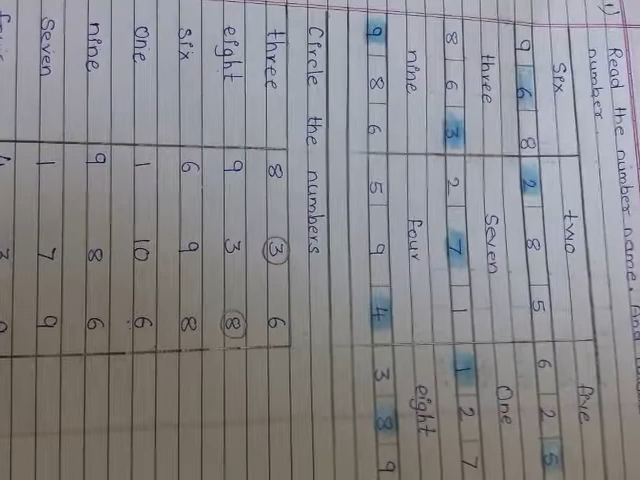 1) Read the number name. And
number.
six two five
9 6 8 2 8 5 6 2 5
three seven one
8 6 3 2 7 1 1 2 7
nine four eight
9 8 6 5 9 4 3 8 9
Circle the numbers
three 8 3 6
eight 9 3 8
six 6 9 8
one 1 10 6
nine 9 8 6
seven 1 7 9